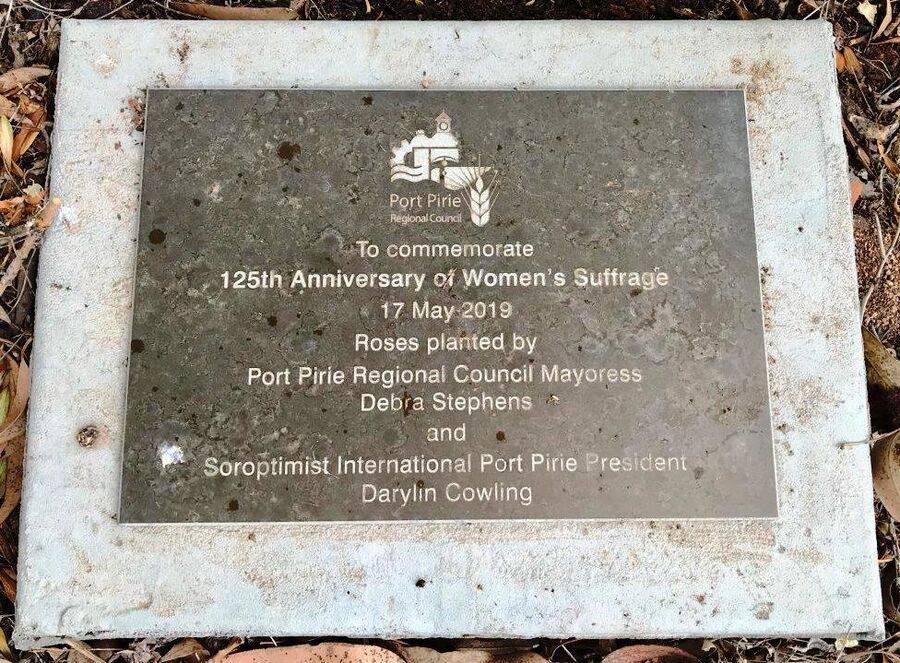 Port Pirie
Regional Council
To commemorate
125th Anniversary of Women's Suffrage
17 May 2019
Roses planted by
Port Pirie Regional Council Mayoress
Debra Stephens
and
Soroptimist International Port Pirie President
Darylin Cowling